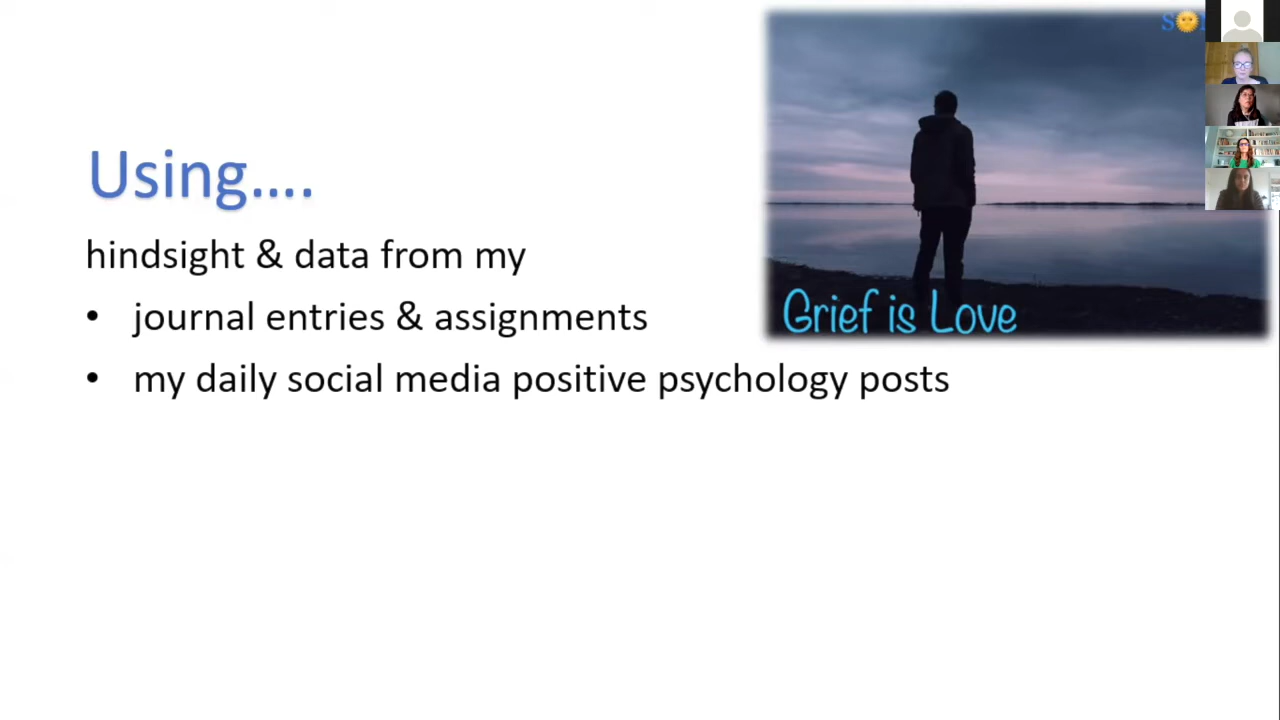 Using....
hindsight & data from my
• journal entries & assignments
• my daily social media positive psychology posts
Grief is Love